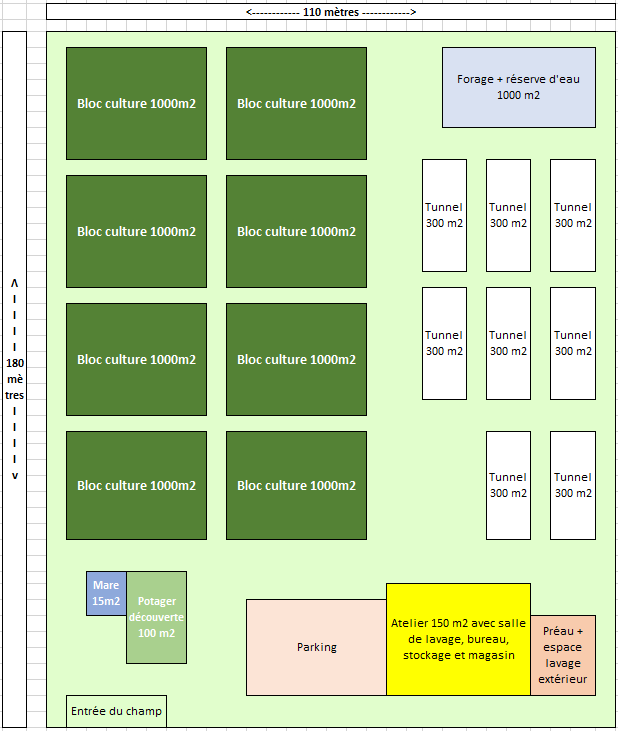 <------------ 110 mètres ------------>
Bloc culture 1000m2
Bloc culture 1000m2
Forage + réserve d'eau
1000 m2
Tunnel
300 m2
Tunnel
300 m2
Tunnel
300 m2
Bloc culture 1000m2
Bloc culture 1000m2
Λ
I
I
I
I
180
mè
tres
I
I
I
I
v
Bloc culture 1000m2
Bloc culture 1000m2
Tunnel
300 m2
Tunnel
300 m2
Tunnel
300 m2
Bloc culture 1000m2
Bloc culture 1000m2
Tunnel
300 m2
Tunnel
300 m2
Mare
15m2
Potager
découverte
100 m2
Parking
Atelier 150 m2 avec salle
de lavage, bureau,
stockage et magasin
Préau +
espace
lavage
extérieur
Entrée du champ